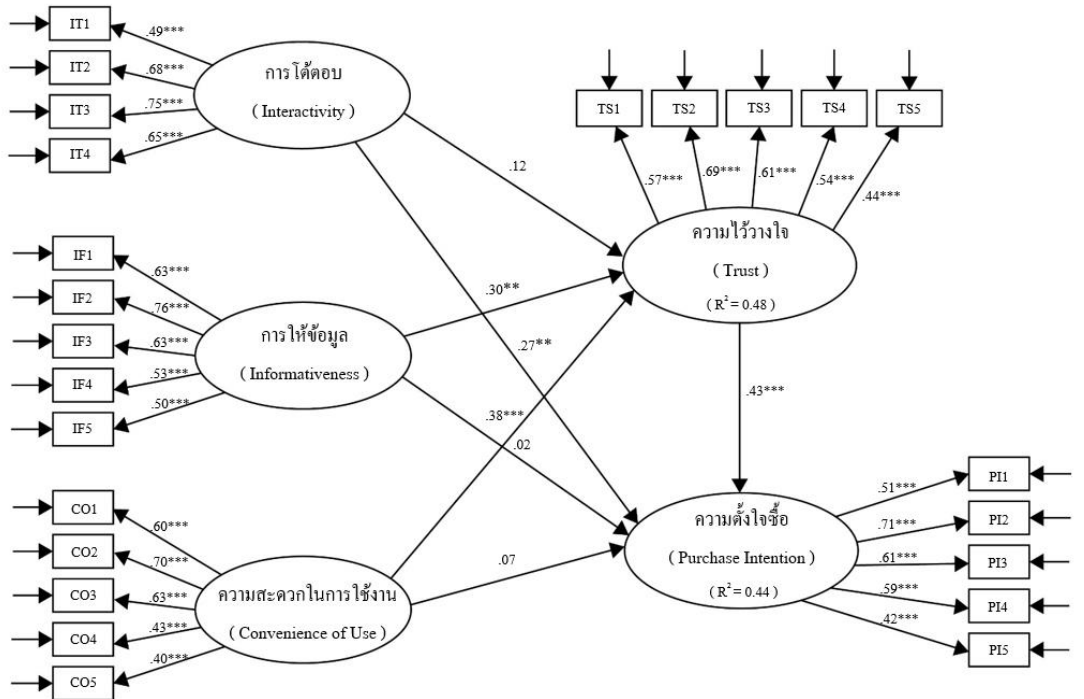 IT1
.49***
IT2
.68***
IT3
.75***
IT4
.65***
การโต้ตอบ
( Interactivity )
TS1
TS2
TS3
TS4
TS5
.57***
.69***
.61***
.54***
.44***
ความไว้วางใจ
( Trust )
( R² = 0.48 )
.12
IF1
.63***
IF2
.76***
IF3
.63***
IF4
.53***
IF5
.50***
การให้ข้อมูล
( Informativeness )
.30**
.27**
.38***
.02
.43***
CO1
.60***
CO2
.70***
CO3
.63***
CO4
.43***
CO5
.40***
ความสะดวกในการใช้งาน
( Convenience of Use )
.07
ความตั้งใจซื้อ
( Purchase Intention )
( R² = 0.44 )
.51***
PI1
.71***
PI2
.61***
PI3
.59***
PI4
.42***
PI5